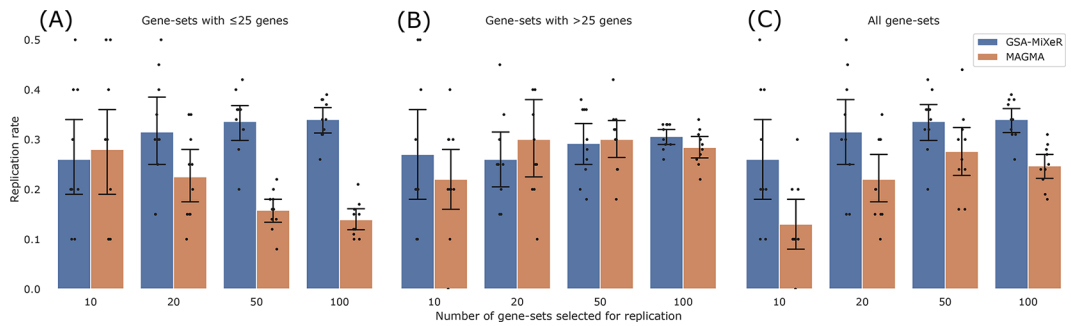 (A) Gene-sets with ≤25 genes
(B) Gene-sets with >25 genes
(C) All gene-sets
GSA-MiXeR
MAGMA
Replication rate
0.5
0.4
0.3
0.2
0.1
0.0
10 20 50 100
10 20 50 100
10 20 50 100
Number of gene-sets selected for replication